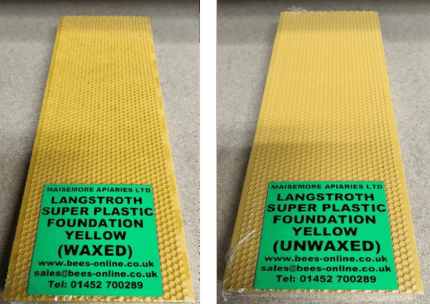 MAISEMORE APIARIES LTD
LANGSTROTH
SUPER PLASTIC
FOUNDATION
YELLOW
(WAXED)
www.bees-online.co.uk
sales@bees-online.co.uk
Tel: 01452 700289
MAISEMORE APIARIES LTD
LANGSTROTH
SUPER PLASTIC
FOUNDATION
YELLOW
(UNWAXED)
www.bees-online.co.uk
sales@bees-online.co.uk
Tel: 01452 700289